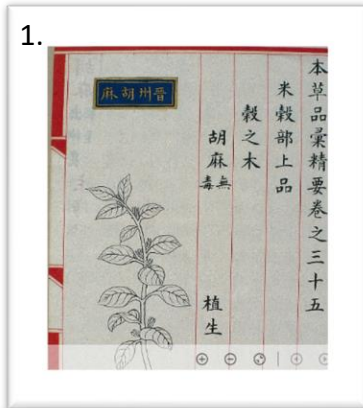 1.
本草品彙精要卷之三十五
米穀部上品
穀之木
胡麻 無毒 植生
晉州胡麻